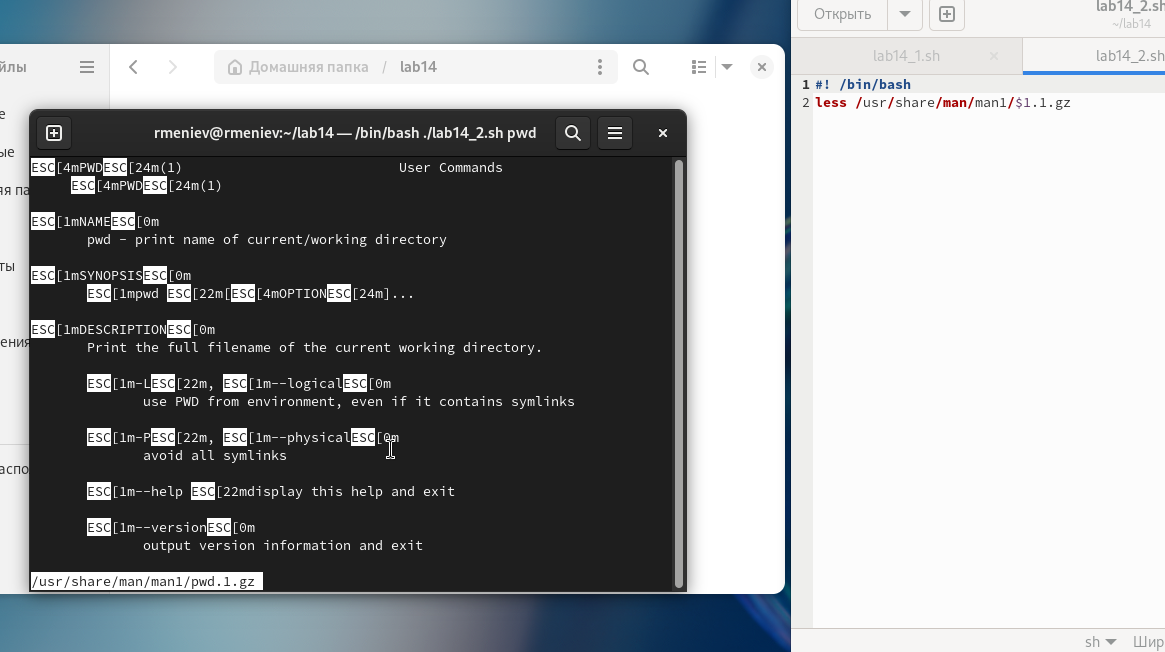 Открыть
lab14_2.sh
~/lab14
lab14_1.sh
lab14_2.sh
1 #! /bin/bash
2 less /usr/share/man/man1/$1.1.gz
sh
Шир
йлы
Домашняя папка / lab14
е
ые
яя па
ты
ения
аспо
rmeniev@rmeniev:~/lab14 — /bin/bash ./lab14_2.sh pwd
ESC[4mPWDESC[24m(1) User Commands
ESC[4mPWDESC[24m(1)
ESC[1mNAMEESC[0m
pwd - print name of current/working directory
ESC[1mSYNOPSISESC[0m
ESC[1mpwd ESC[22m[ESC[4mOPTIONESC[24m]...
ESC[1mDESCRIPTIONESC[0m
Print the full filename of the current working directory.
ESC[1m-LESC[22m, ESC[1m--logicalESC[0m
use PWD from environment, even if it contains symlinks
ESC[1m-PESC[22m, ESC[1m--physicalESC[0m
avoid all symlinks
ESC[1m--help ESC[22mdisplay this help and exit
ESC[1m--versionESC[0m
output version information and exit
/usr/share/man/man1/pwd.1.gz